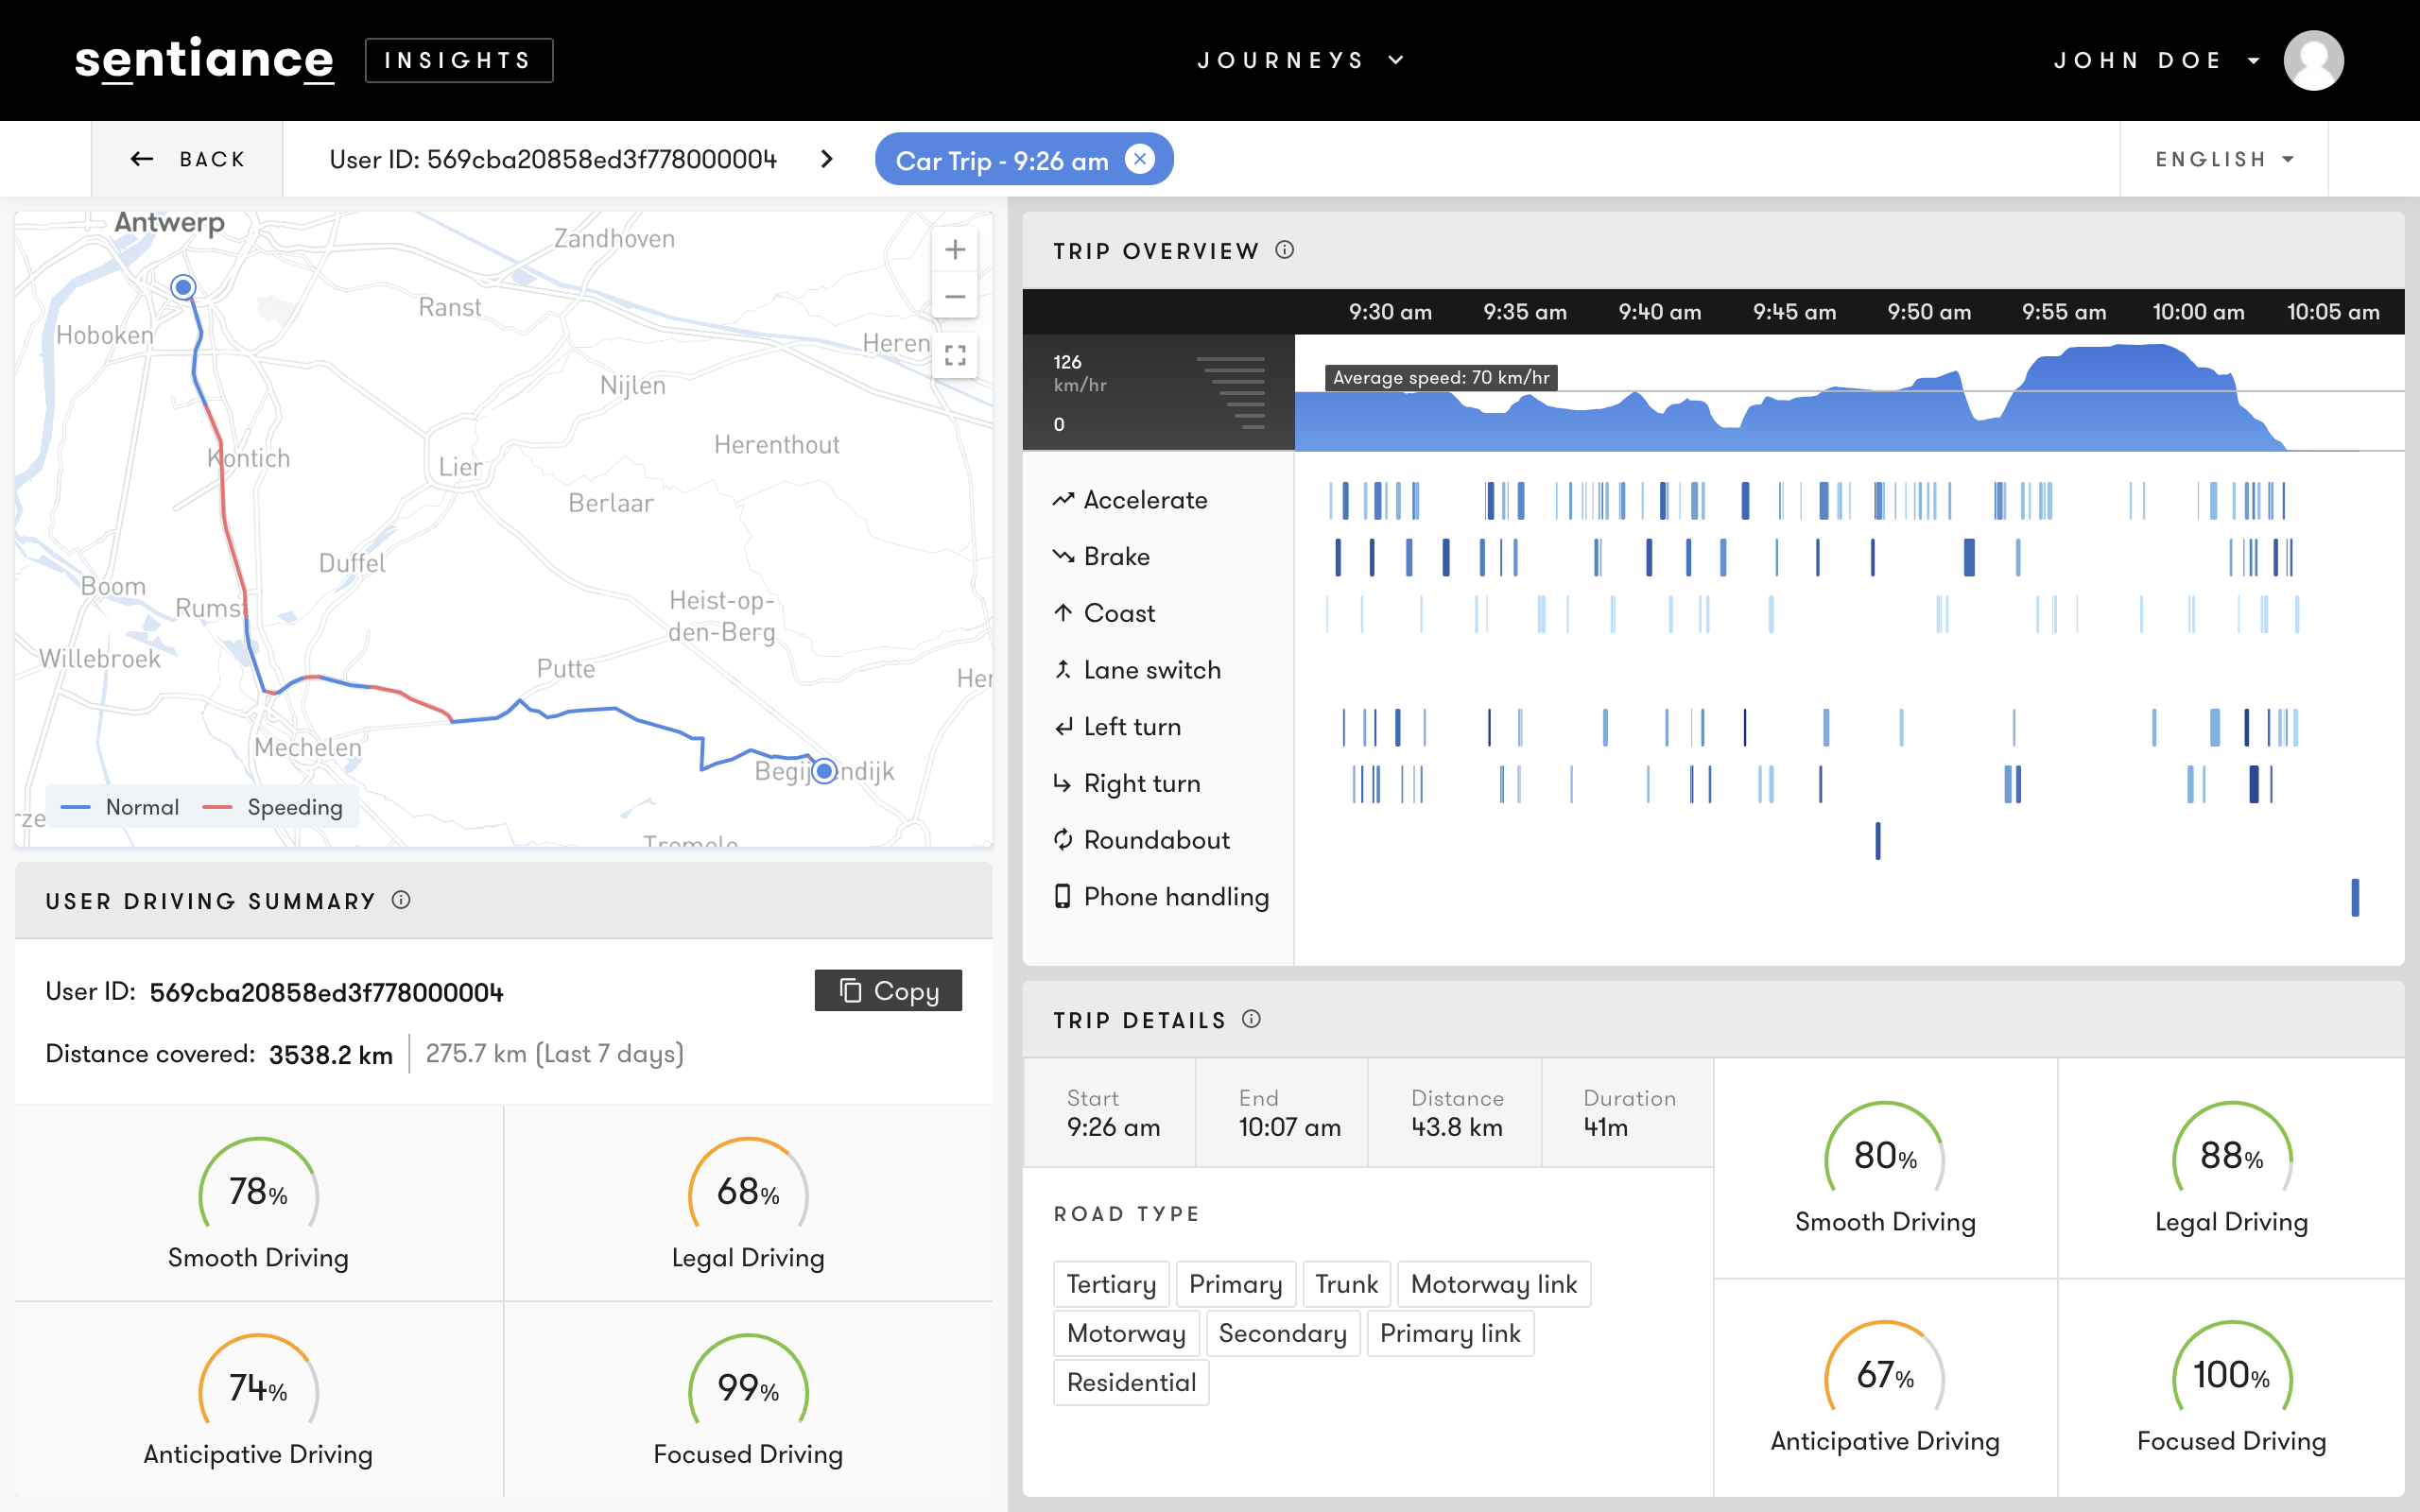 sentiance INSIGHTS JOURNEYS JOHN DOE
BACK User ID: 569cba20858ed3f77800004 Car Trip - 9:26 am ENGLISH
Antwerp
Zandhoven
Ranst
Hoboken
Heren
Nijlen
Herenthout
Kontich
Lier
Berlaar
Duffel
Boom
Rumst
Heist-op-
den-Berg
Willebroek
Putte
Her
Mechelen
Begijnendijk
Normal Speeding
rze
Tremelo
USER DRIVING SUMMARY
User ID: 569cba20858ed3f77800004 Copy
Distance covered: 3538.2 km 275.7 km (Last 7 days)
78% 68%
Smooth Driving Legal Driving
74% 99%
Anticipative Driving Focused Driving
TRIP OVERVIEW
9:30 am 9:35 am 9:40 am 9:45 am 9:50 am 9:55 am 10:00 am 10:05 am
126
km/hr
0
Average speed: 70 km/hr
Accelerate
Brake
Coast
Lane switch
Left turn
Right turn
Roundabout
Phone handling
TRIP DETAILS
Start End Distance Duration
9:26 am 10:07 am 43.8 km 41m
ROAD TYPE
Tertiary Primary Trunk Motorway link
Motorway Secondary Primary link
Residential
80% 88%
Smooth Driving Legal Driving
67% 100%
Anticipative Driving Focused Driving